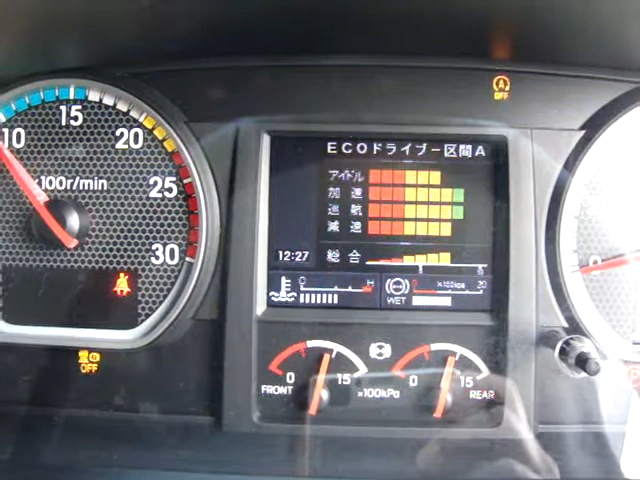 10
15
20
25
30
×100r/min
OFF
A
OFF
ECOドライブ-区間A
アイドル
加速
巡航
減速
総合
12:27
0 H
WET
0 ×100kPa 20
0
15
FRONT
×100kPa
0
15
REAR
0